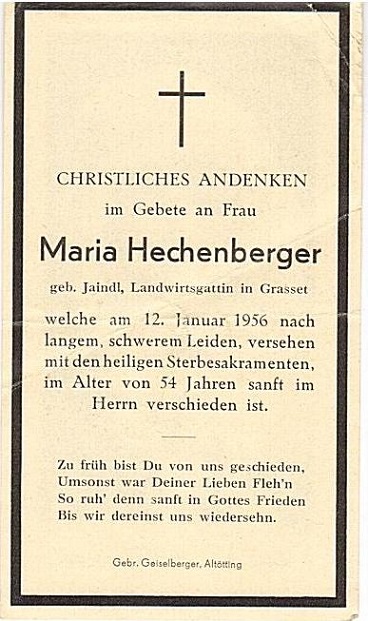 CHRISTLICHES ANDENKEN
im Gebete an Frau
Maria Hechenberger
geb. Jaindl, Landwirtsgattin in Grasset
welche am 12. Januar 1956 nach
langem, schwerem Leiden, versehen
mit den heiligen Sterbesakramenten,
im Alter von 54 Jahren sanft im
Herrn verschieden ist.
Zu früh bist Du von uns geschieden,
Umsonst war Deiner Lieben Fleh'n
So ruh' denn sanft in Gottes Frieden
Bis wir dereinst uns wiedersehn.
Gebr. Geiselberger, Altötting